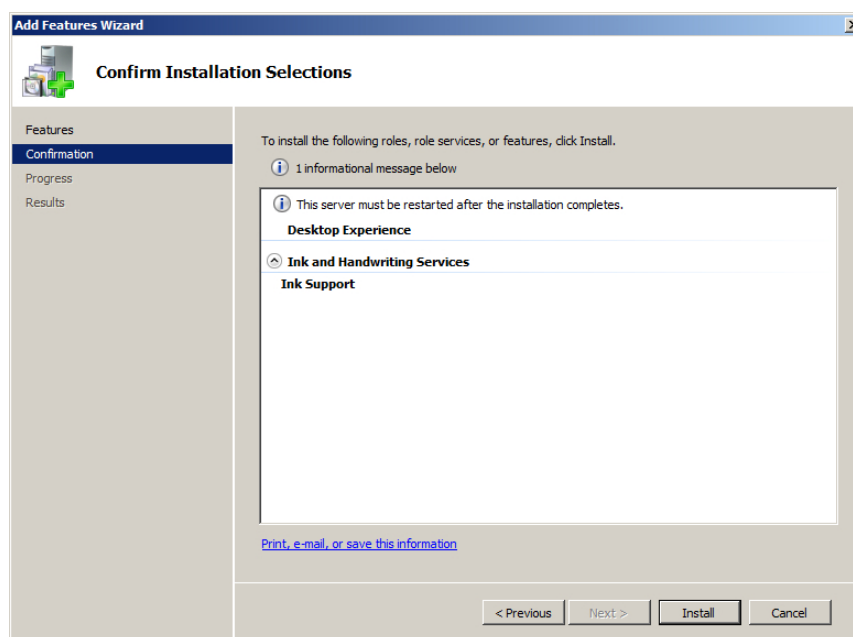 Add Features Wizard
Confirm Installation Selections
Features
Confirmation
Progress
Results
To install the following roles, role services, or features, click Install.
1 informational message below
This server must be restarted after the installation completes.
Desktop Experience
Ink and Handwriting Services
Ink Support
Print, e-mail, or save this information
< Previous
Next >
Install
Cancel